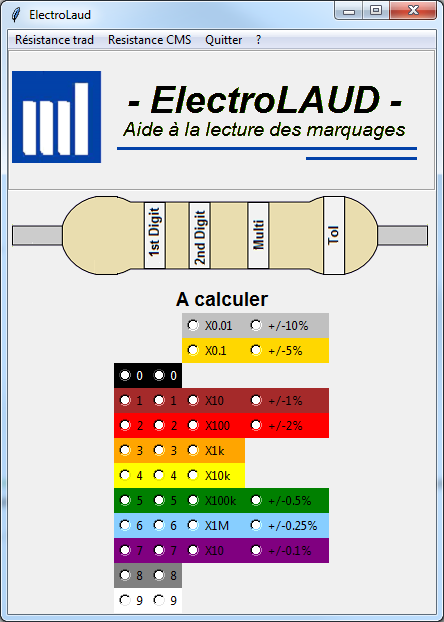 ElectroLaud
Résistance trad Resistance CMS Quitter ?
- ElectroLAUD -
Aide à la lecture des marquages
1st Digit 2nd Digit Multi Tol
A calculer
X0.01 +/-10%
X0.1 +/-5%
0 0
1 1 X10 +/-1%
2 2 X100 +/-2%
3 3 X1k
4 4 X10k
5 5 X100k +/-0.5%
6 6 X1M +/-0.25%
7 7 X10 +/-0.1%
8 8
9 9